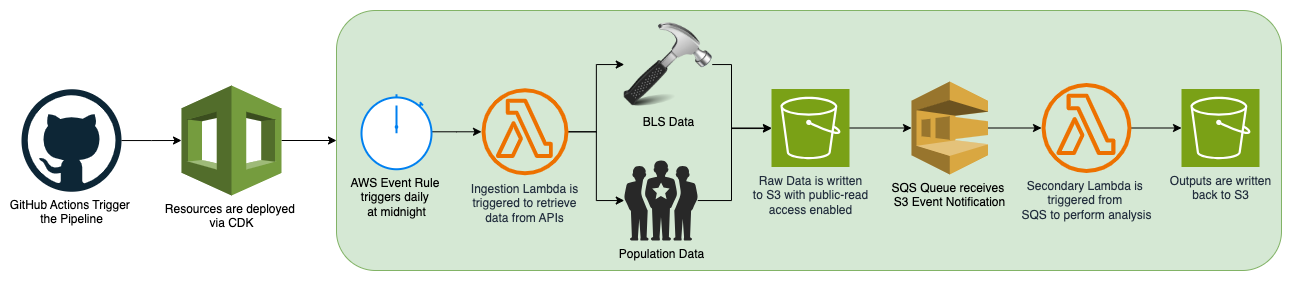 GitHub Actions Trigger
the Pipeline
Resources are deployed
via CDK
AWS Event Rule
triggers daily
at midnight
Ingestion Lambda is
triggered to retrieve
data from APIs
BLS Data
Population Data
Raw Data is written
to S3 with public-read
access enabled
SQS Queue receives
S3 Event Notification
Secondary Lambda is
triggered from
SQS to perform analysis
Outputs are written
back to S3